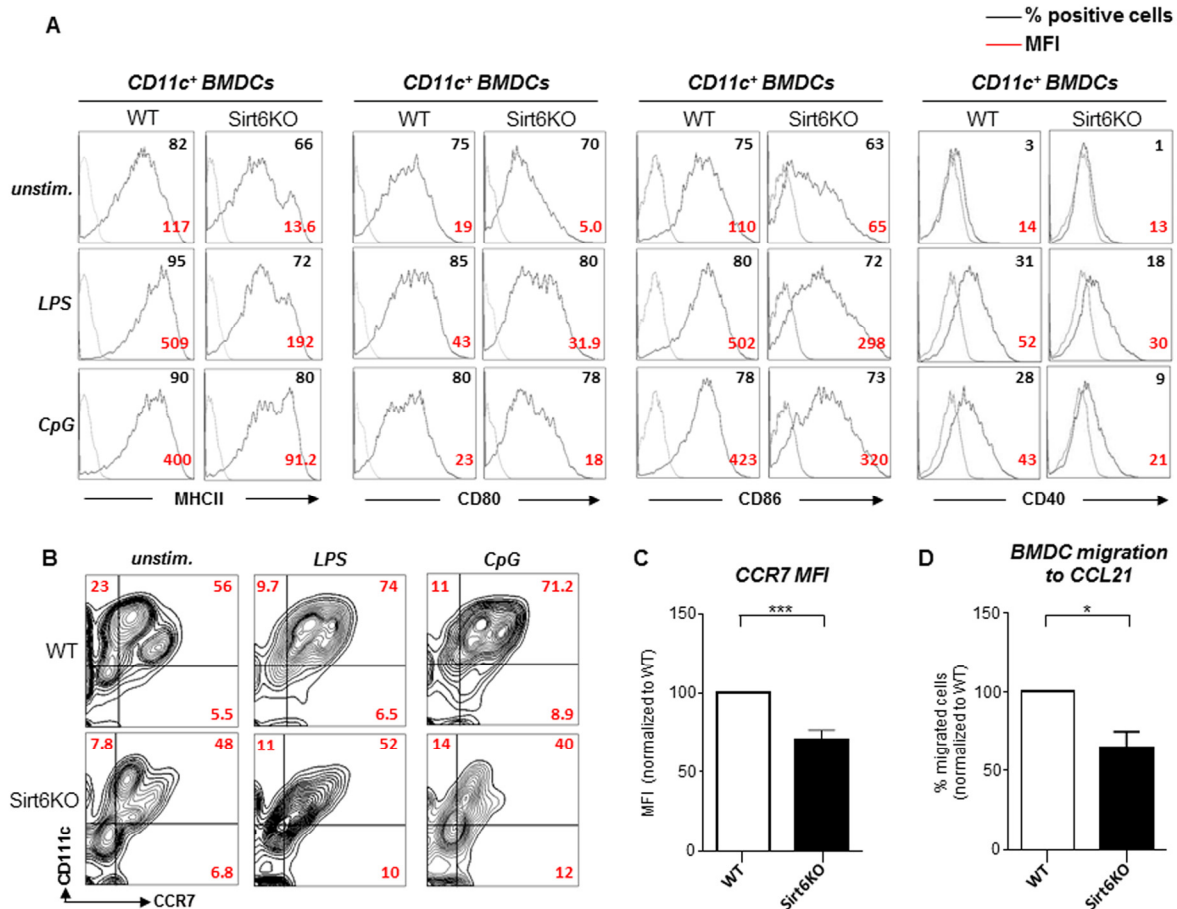 A
% positive cells
MFI
CD11c+ BMDCs CD11c+ BMDCs CD11c+ BMDCs CD11c+ BMDCs
WT Sirt6KO WT Sirt6KO WT Sirt6KO WT Sirt6KO
82 66 75 70 75 63 3 1
unstim.
117 13.6 19 5.0 110 65 14 13
95 72 85 80 80 72 31 18
LPS
509 192 43 31.9 502 298 52 30
90 80 80 78 78 73 28 9
CpG
400 91.2 23 18 423 320 43 21
MHCII CD80 CD86 CD40
B
unstim. LPS CpG
23 56 9.7 74 11 71.2
WT
5.5 6.5 8.9
7.8 48 11 52 14 40
Sirt6KO
6.8 10 12
CD111c
CCR7
C
CCR7 MFI
***
MFI (normalized to WT)
150
100
50
0
WT Sirt6KO
D
BMDC migration
to CCL21
*
% migrated cells
(normalized to WT)
150
100
50
0
WT Sirt6KO